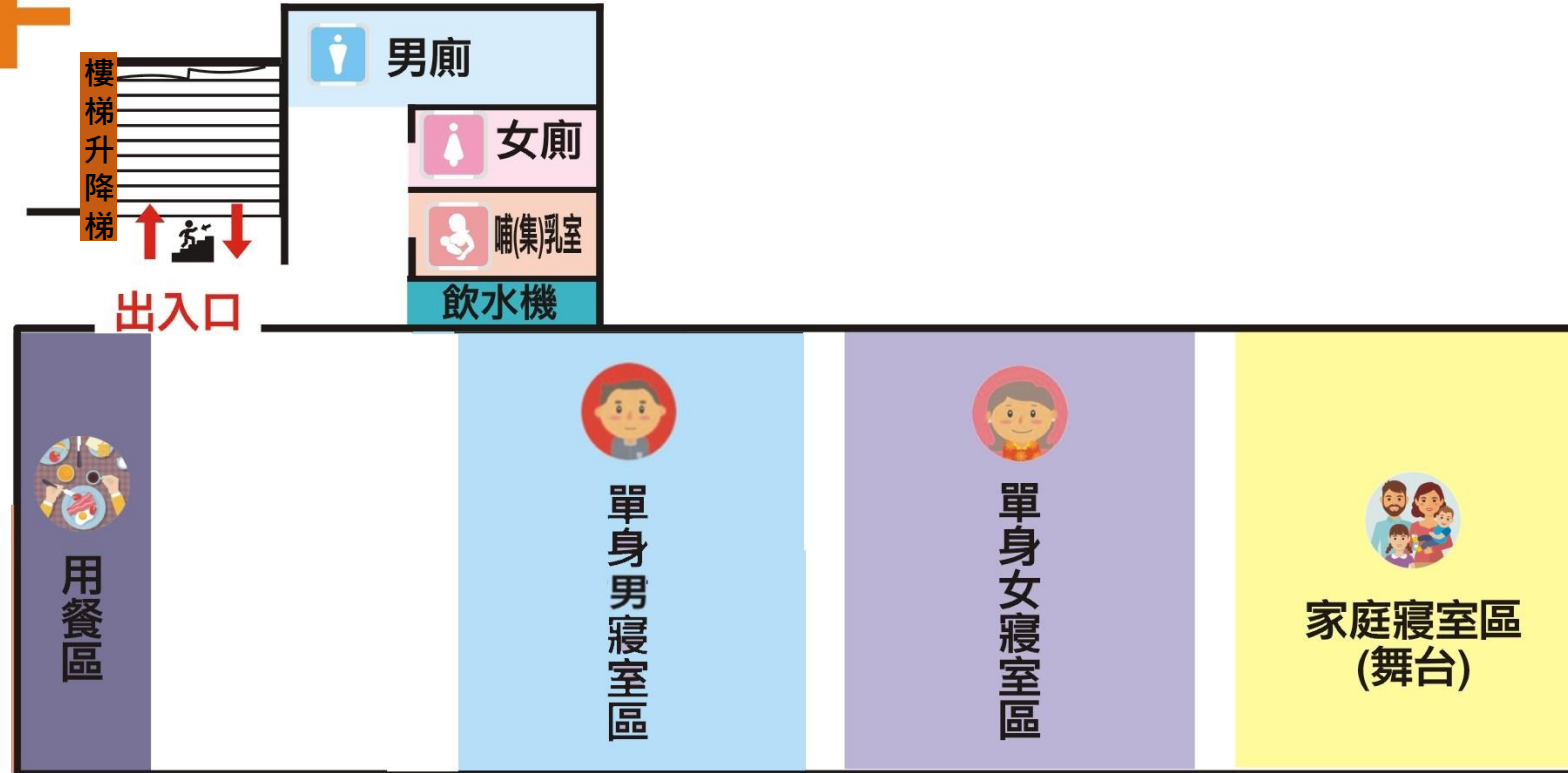 樓梯升降梯
男廁
女廁
哺(集)乳室
飲水機
出入口
用餐區
單身男寢室區
單身女寢室區
家庭寢室區
(舞台)